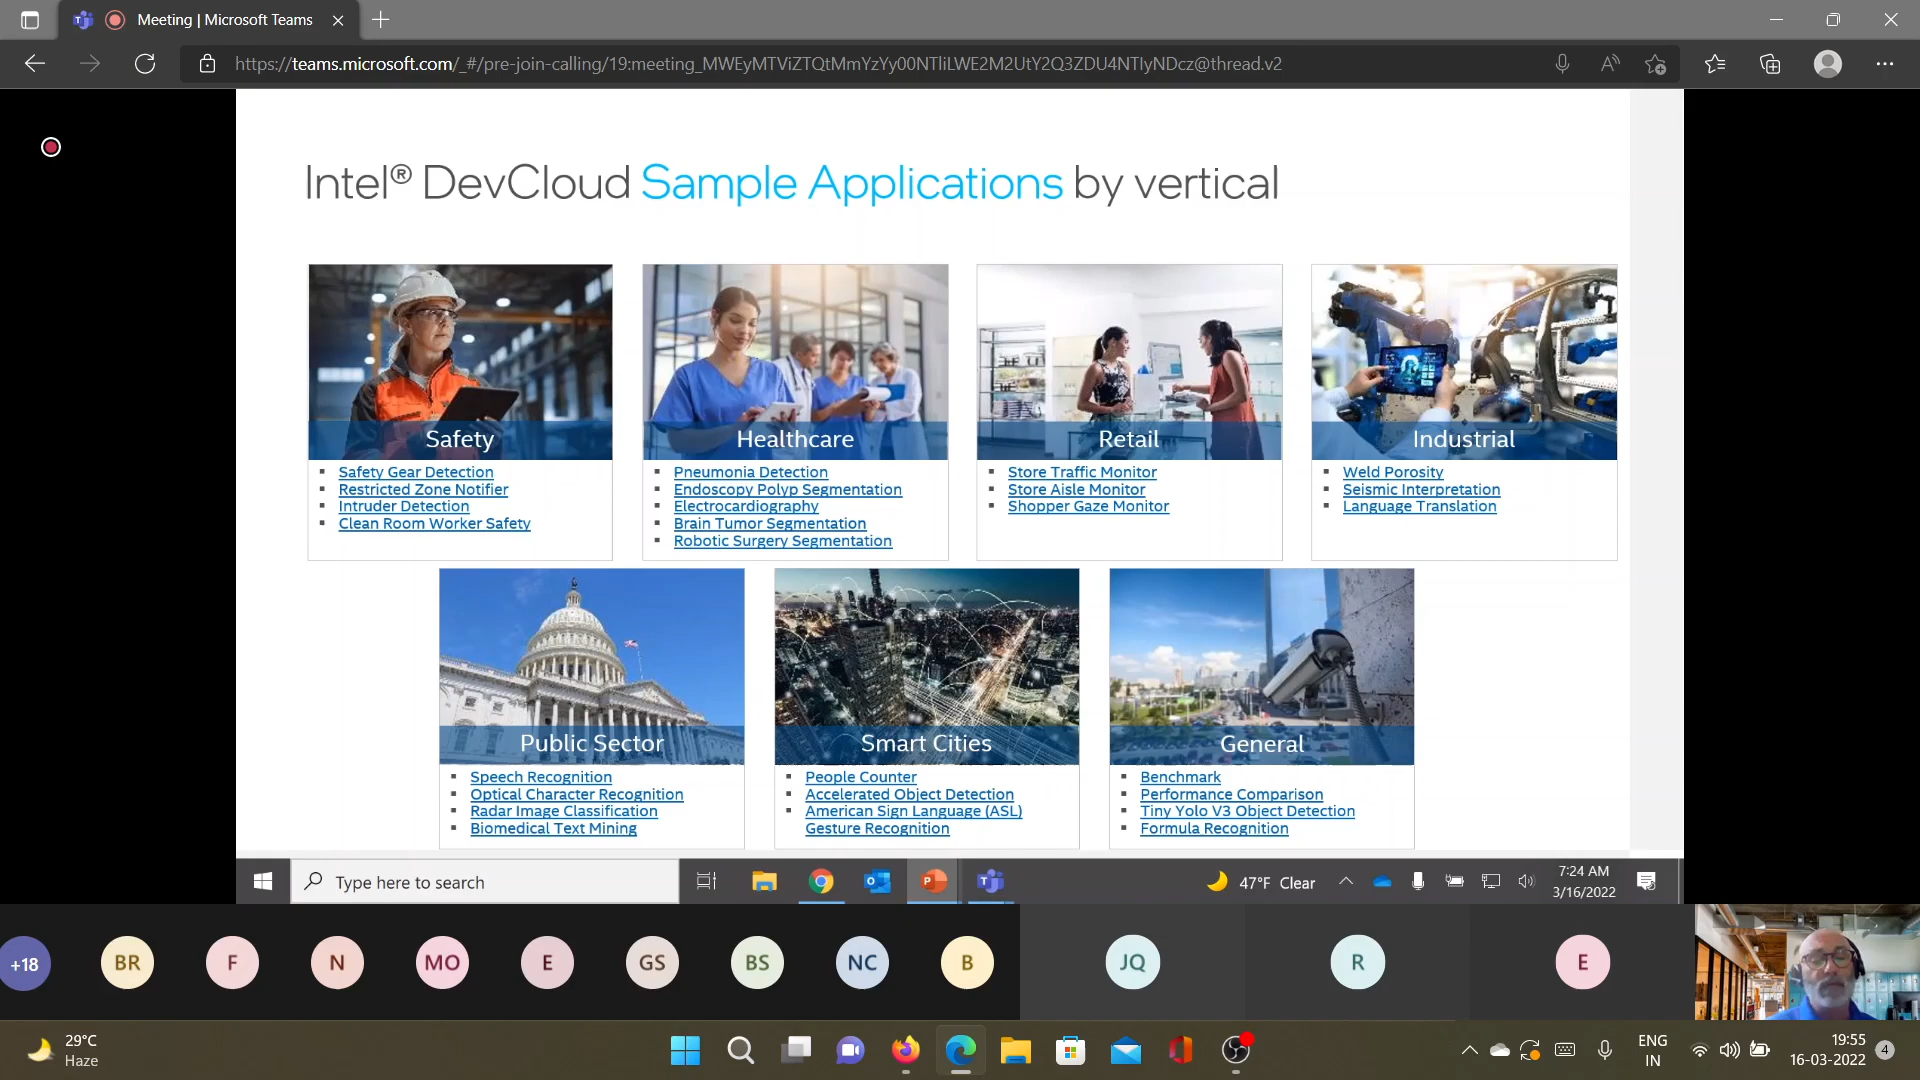 Meeting | Microsoft Teams
https://teams.microsoft.com/_#/pre-join-calling/19:meeting_MWEyMTViZTQtMmYzYy00NTliLWE2M2UtY2Q3ZDU4NTIyNDcz@thread.v2
Intel® DevCloud Sample Applications by vertical
Safety
Safety Gear Detection
Restricted Zone Notifier
Intruder Detection
Clean Room Worker Safety
Healthcare
Pneumonia Detection
Endoscopy Polyp Segmentation
Electrocardiography
Brain Tumor Segmentation
Robotic Surgery Segmentation
Retail
Store Traffic Monitor
Store Aisle Monitor
Shopper Gaze Monitor
Industrial
Weld Porosity
Seismic Interpretation
Language Translation
Public Sector
Speech Recognition
Optical Character Recognition
Radar Image Classification
Biomedical Text Mining
Smart Cities
People Counter
Accelerated Object Detection
American Sign Language (ASL)
Gesture Recognition
General
Benchmark
Performance Comparison
Tiny Yolo V3 Object Detection
Formula Recognition
Type here to search
47°F Clear
7:24 AM
3/16/2022
+18
BR
F
N
MO
E
GS
BS
NC
B
JQ
R
E
29°C
Haze
ENG
IN
19:55
16-03-2022
4